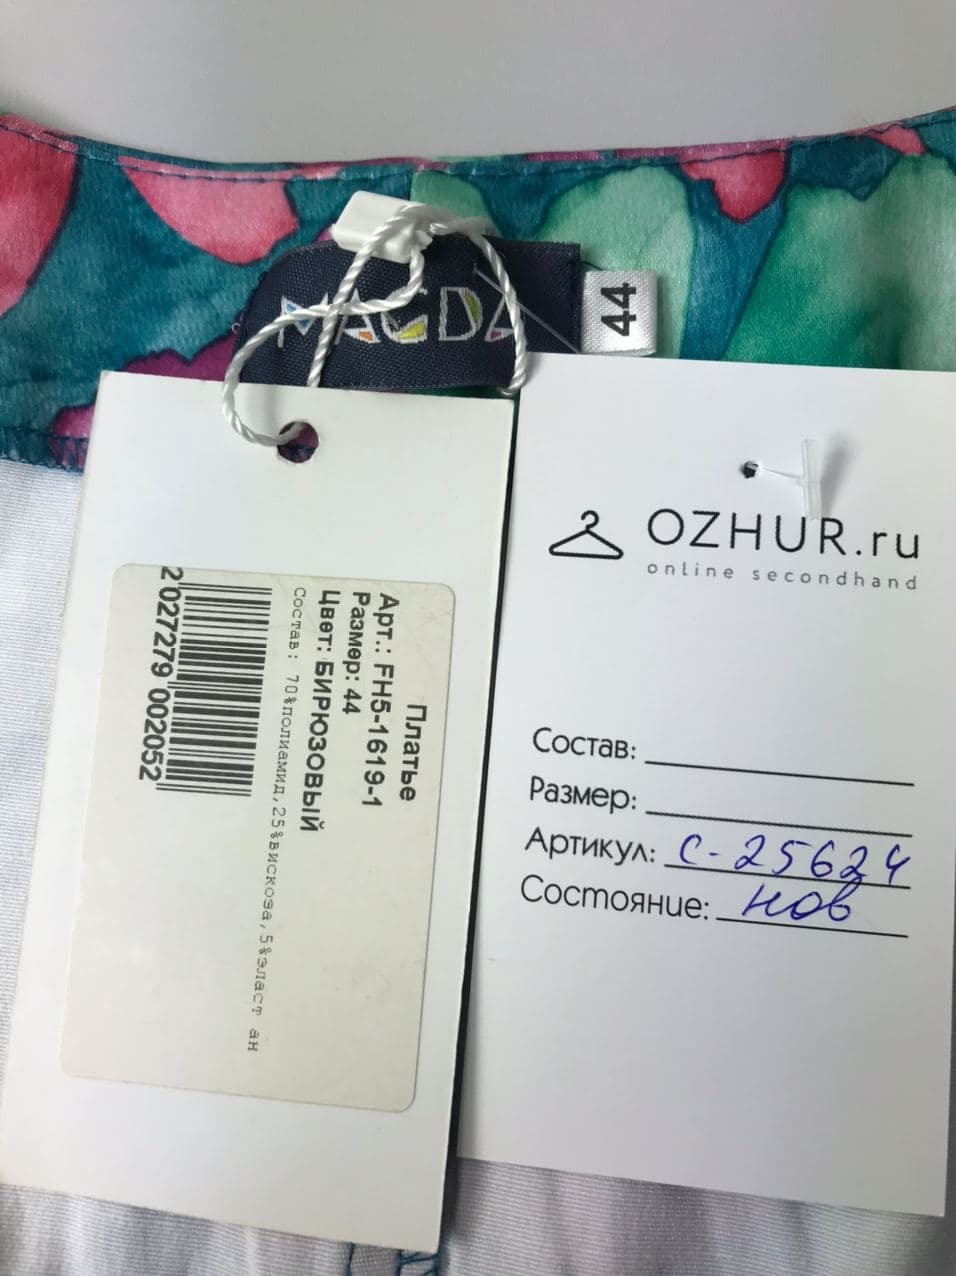 MAGDA
44
Платье
Арт.: FH5-1619-1
Размер: 44
Цвет: БИРЮЗОВЫЙ
Состав: 70%полиамид,25%вискоза,5%эласт ан
2 027279 002052
OZHUR.ru
online secondhand
Состав:
Размер:
Артикул: С-25624
Состояние: нов